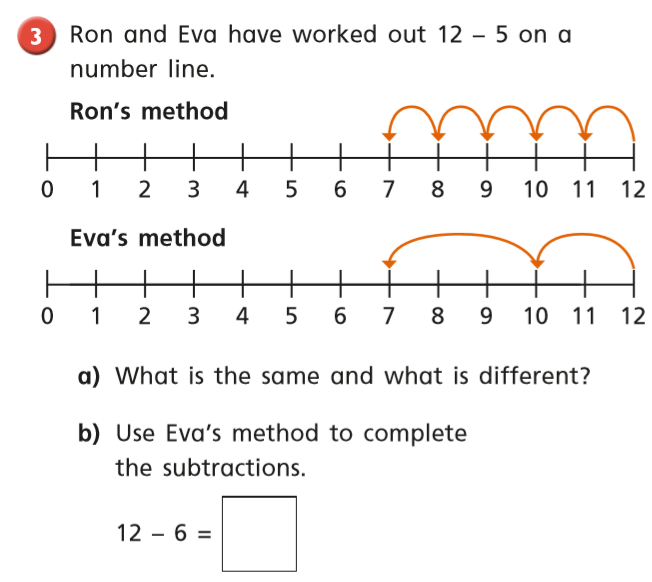 3 Ron and Eva have worked out 12 – 5 on a
number line.
Ron's method
0 1 2 3 4 5 6 7 8 9 10 11 12
Eva's method
0 1 2 3 4 5 6 7 8 9 10 11 12
a) What is the same and what is different?
b) Use Eva's method to complete
the subtractions.
12 – 6 =